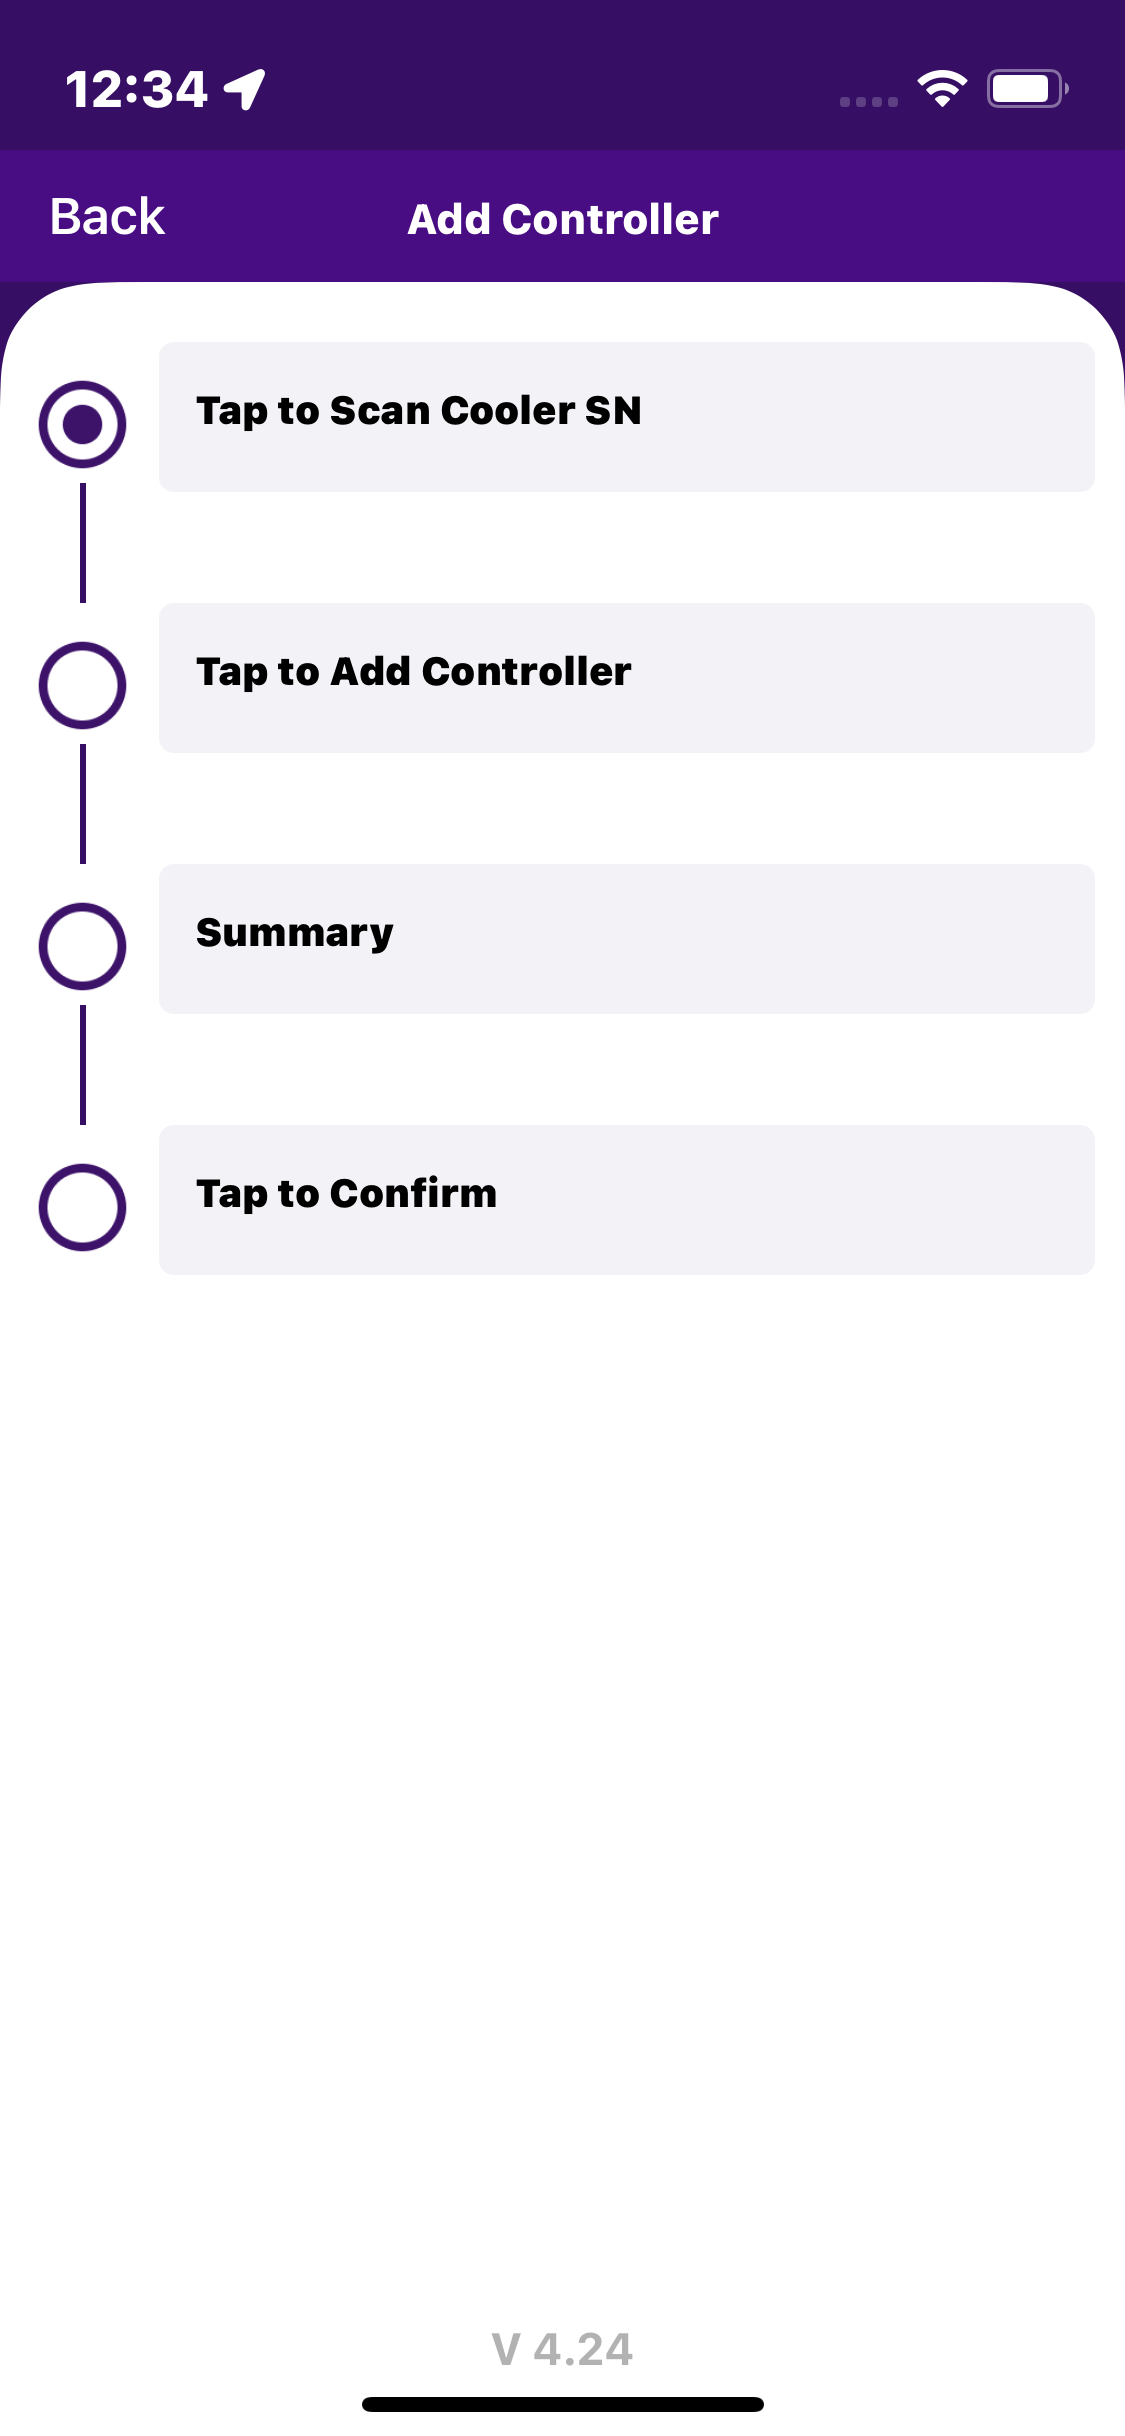 12:34
Back
Add Controller
Tap to Scan Cooler SN
Tap to Add Controller
Summary
Tap to Confirm
V 4.24